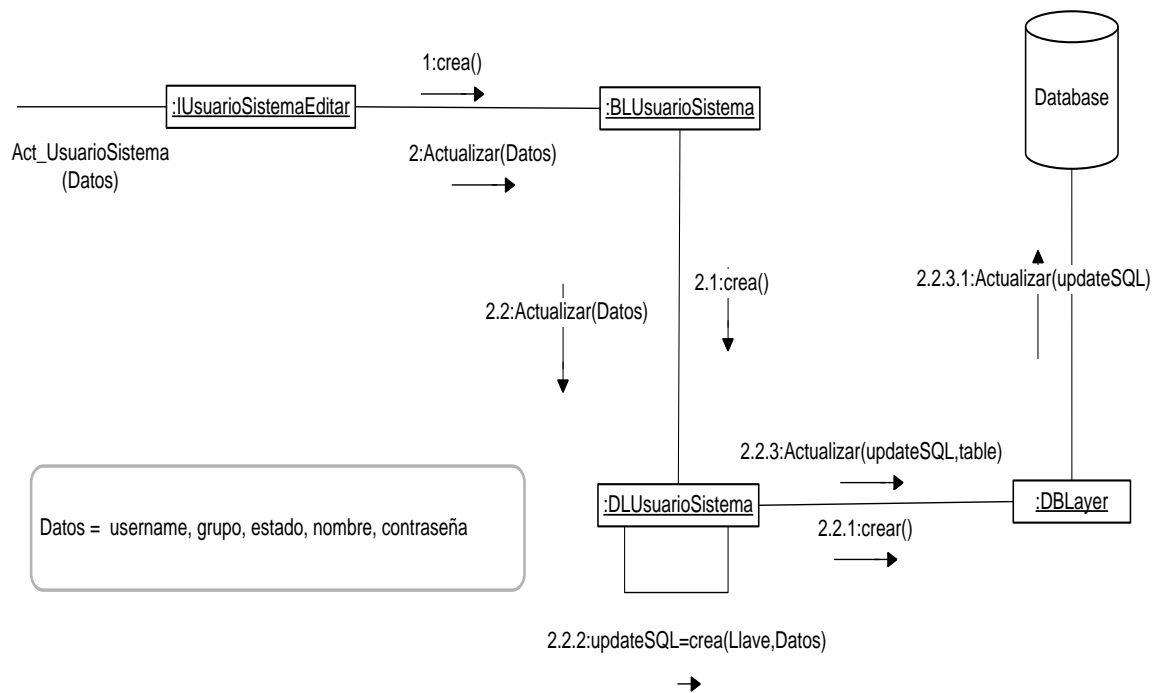 1:crea()
:IUsuarioSistemaEditar
:BLUsuarioSistema
Database
Act_UsuarioSistema
(Datos)
2:Actualizar(Datos)
2.2:Actualizar(Datos)
2.1:crea()
2.2.3.1:Actualizar(updateSQL)
2.2.3:Actualizar(updateSQL,table)
:DLUsuarioSistema
:DBLayer
2.2.1:crear()
Datos = username, grupo, estado, nombre, contraseña
2.2.2:updateSQL=crea(Llave,Datos)